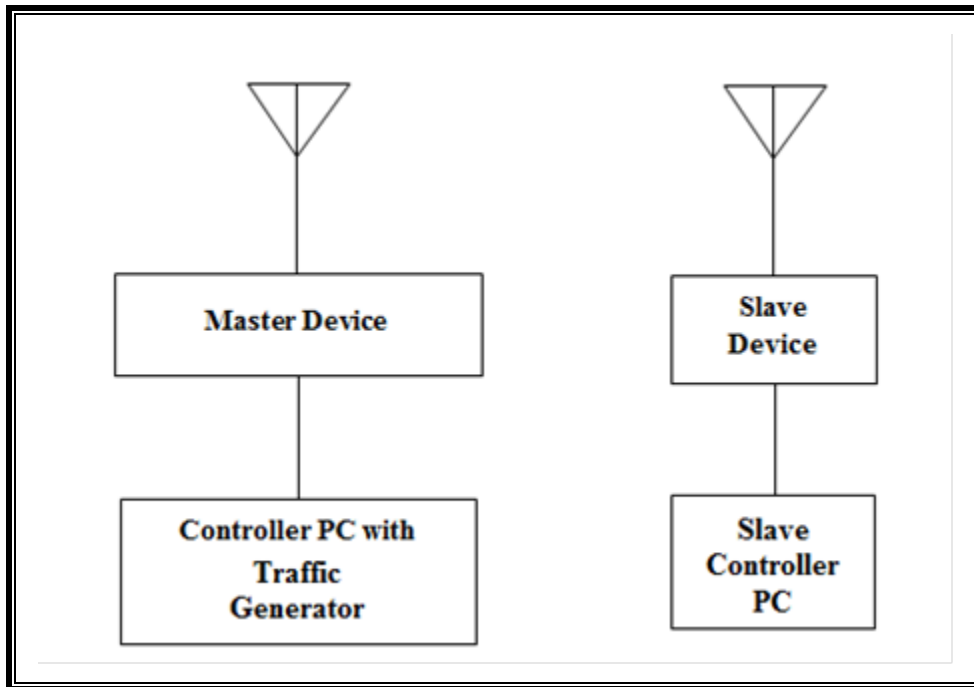 Master Device
Slave
Device
Controller PC with
Traffic
Generator
Slave
Controller
PC